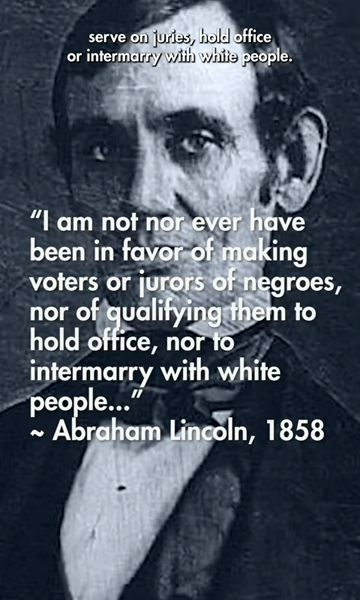 serve on juries, hold office
or intermarry with white people.
“I am not nor ever have
been in favor of making
voters or jurors of negroes,
nor of qualifying them to
hold office, nor to
intermarry with white
people...”
~ Abraham Lincoln, 1858